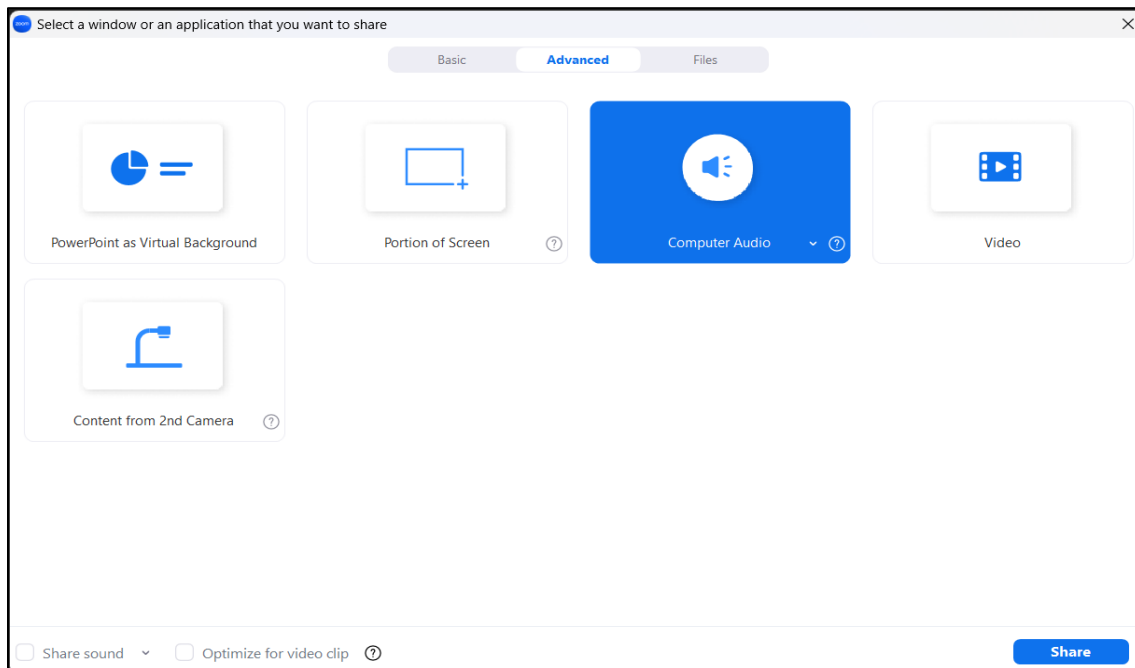 zoom
Select a window or an application that you want to share
Basic
Advanced
Files
PowerPoint as Virtual Background
Portion of Screen
?
Computer Audio
?
Video
Content from 2nd Camera
?
Share sound
Optimize for video clip
?
Share